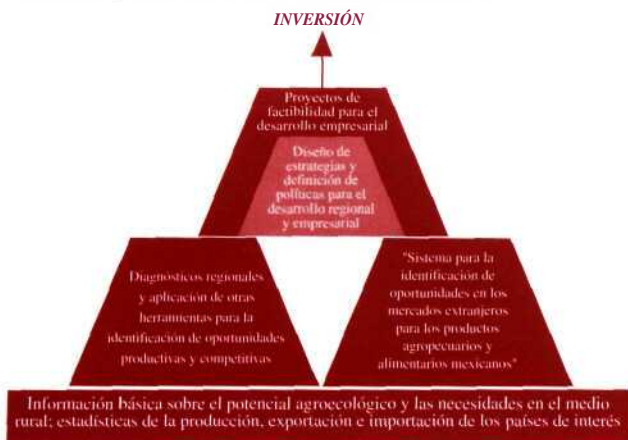 INVERSIÓN
Proyectos de
factibilidad para el
desarrollo empresarial
Diseño de
estrategias y
definición de
políticas para el
desarrollo regional
y empresarial
Diagnósticos regionales
y aplicación de otras
herramientas para la
identificación de oportunidades
productivas y competitivas
"Sistema para la
identificación de
oportunidades en los
mercados extranjeros
para los productos
agropecuarios y
alimentarios mexicanos"
Información básica sobre el potencial agroecológico y las necesidades en el medio
rural; estadísticas de la producción, exportación e importación de los países de interés